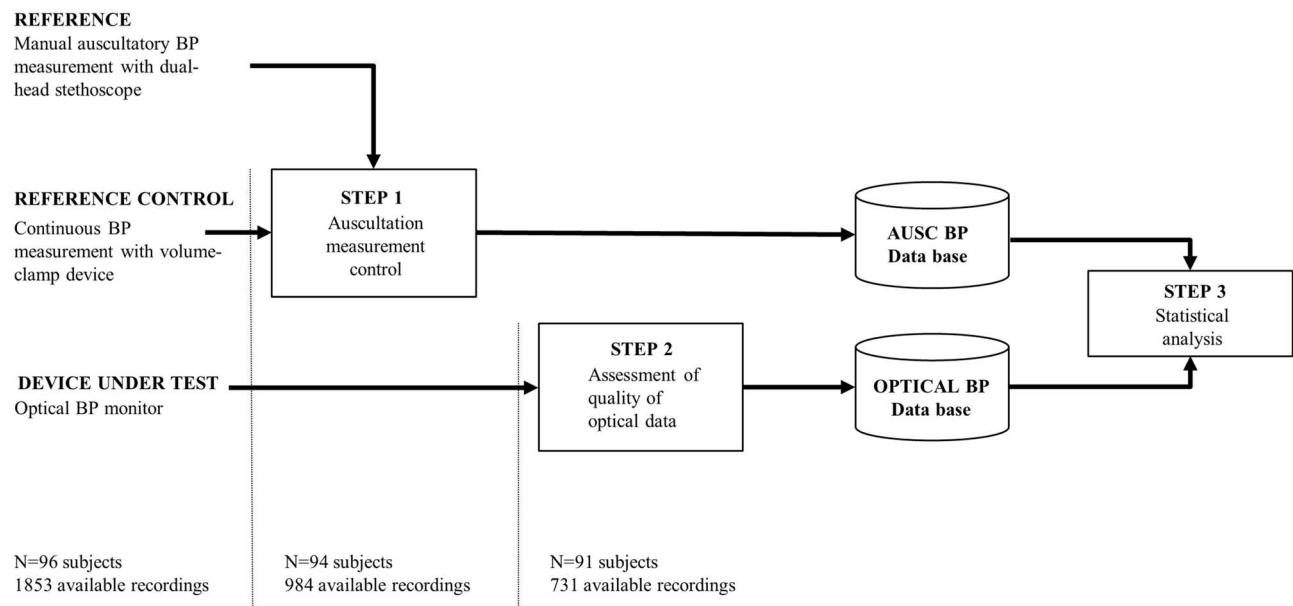 REFERENCE
Manual auscultatory BP
measurement with dual-
head stethoscope
REFERENCE CONTROL
Continuous BP
measurement with volume-
clamp device
STEP 1
Auscultation
measurement
control
AUSC BP
Data base
STEP 3
Statistical
analysis
DEVICE UNDER TEST
Optical BP monitor
STEP 2
Assessment of
quality of
optical data
OPTICAL BP
Data base
N=96 subjects
1853 available recordings
N=94 subjects
984 available recordings
N=91 subjects
731 available recordings